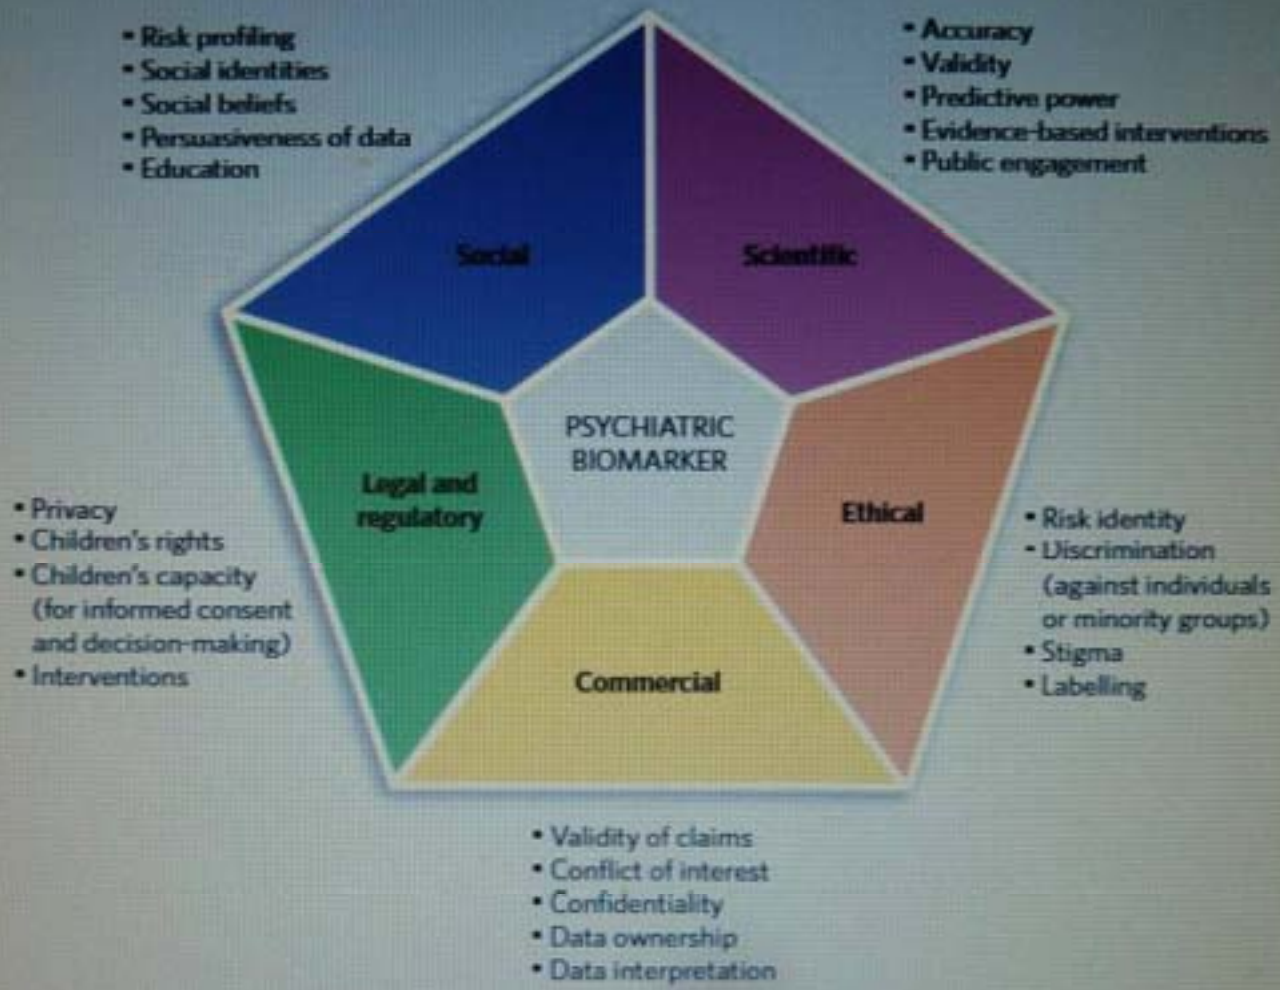 ▪ Risk profiling
▪ Social identities
▪ Social beliefs
▪ Persuasiveness of data
▪ Education
▪ Accuracy
▪ Validity
▪ Predictive power
▪ Evidence-based interventions
▪ Public engagement
Social
Scientific
PSYCHIATRIC
BIOMARKER
Legal and
regulatory
Ethical
Commercial
▪ Privacy
▪ Children's rights
▪ Children's capacity
(for informed consent
and decision-making)
▪ Interventions
▪ Risk identity
▪ Discrimination
(against individuals
or minority groups)
▪ Stigma
▪ Labelling
▪ Validity of claims
▪ Conflict of interest
▪ Confidentiality
▪ Data ownership
▪ Data interpretation